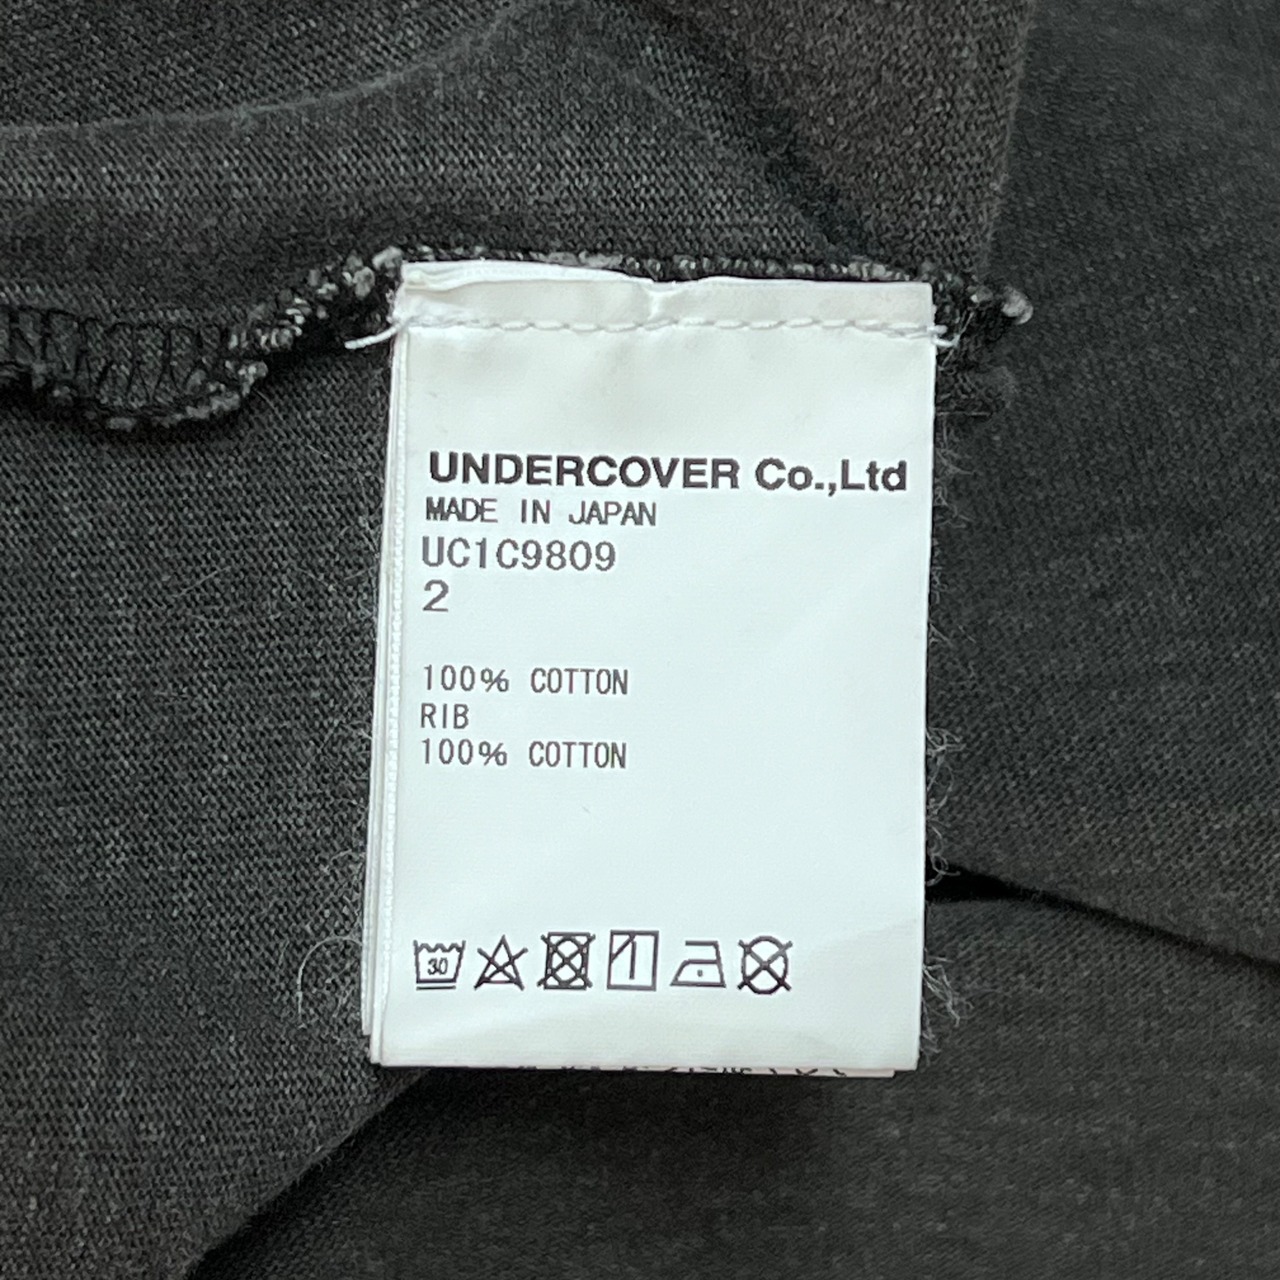 UNDERCOVER Co.,Ltd
MADE IN JAPAN
UC1C9809
2
100% COTTON
RIB
100% COTTON
30